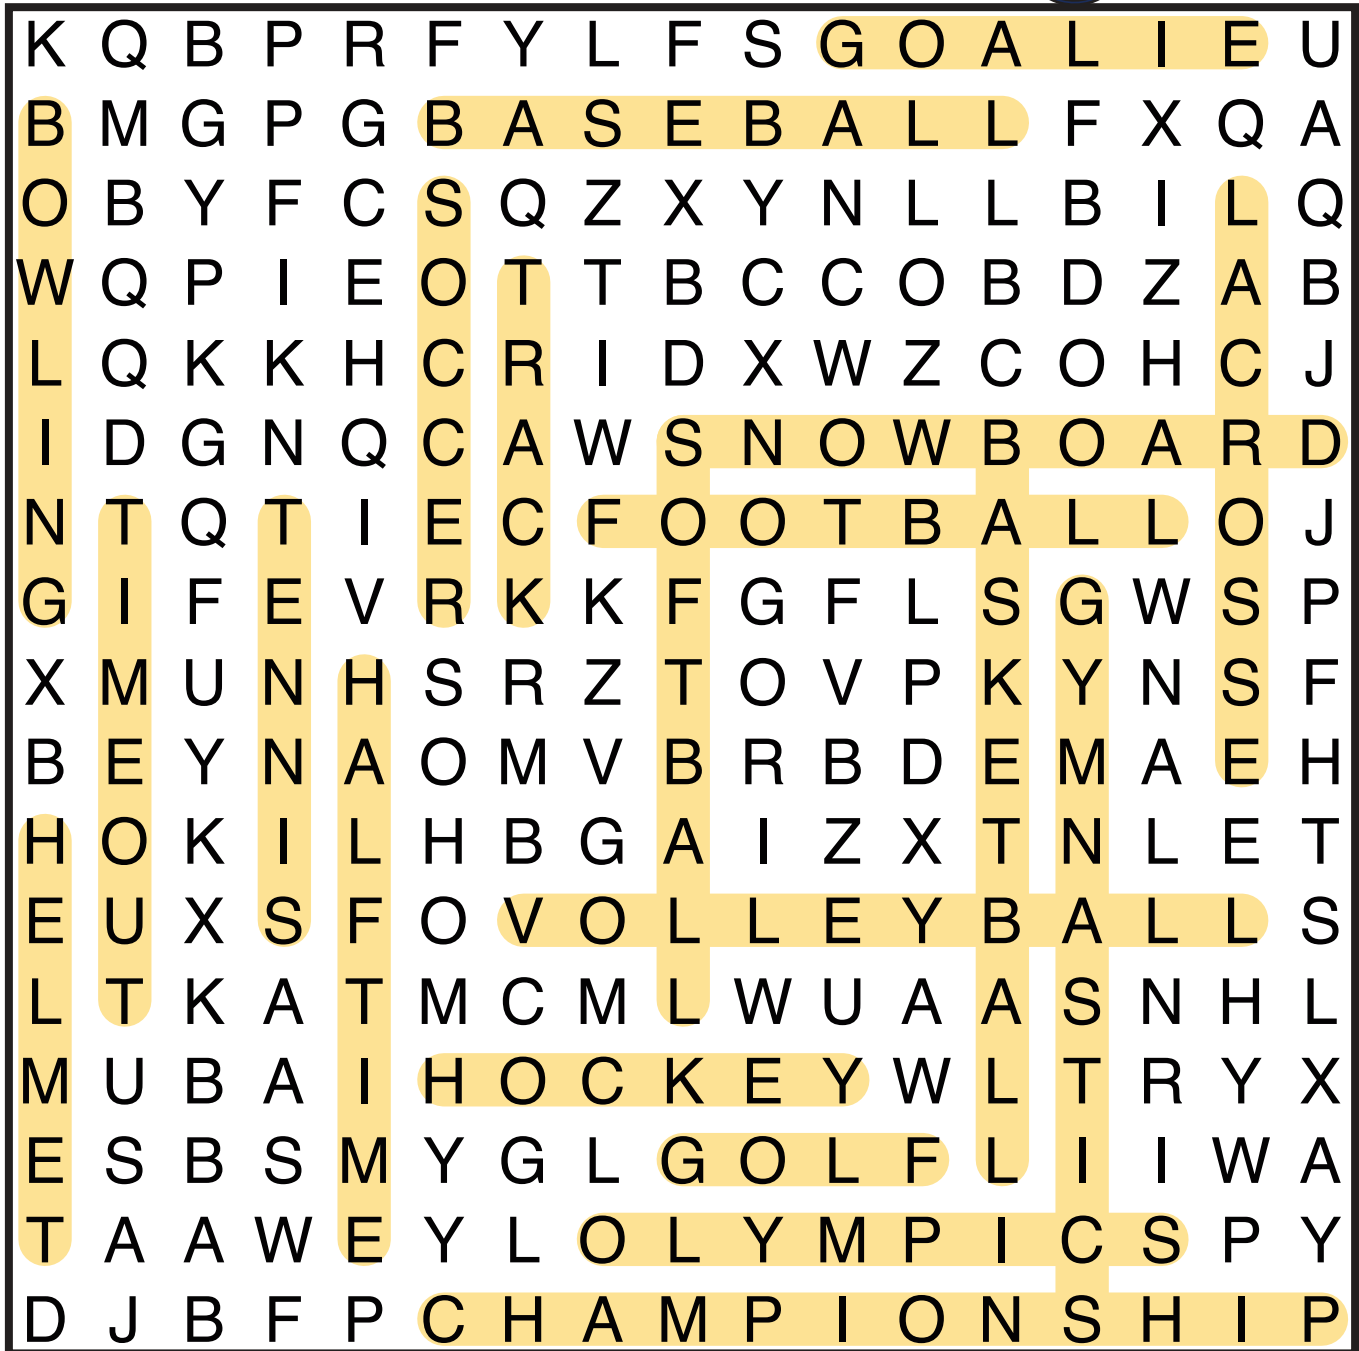 K Q B P R F Y L F S G O A L I E U
B M G P G B A S E B A L L F X Q A
O B Y F C S Q Z X Y N L L B I L Q
W Q P I E O T T B C C O B D Z A B
L Q K K H C R I D X W Z C O H C J
I D G N Q C A W S N O W B O A R D
N T Q T I E C F O O T B A L L O J
G I F E V R K K F G F L S G W S P
X M U N H S R Z T O V P K Y N S F
B E Y N A O M V B R B D E M A E H
H O K I L H B G A I Z X T N L E T
E U X S F O V O L L E Y B A L L S
L T K A T M C M L W U A A S N H L
M U B A I H O C K E Y W L T R Y X
E S B S M Y G L G O L F L I I W A
T A A W E Y L O L Y M P I C S P Y
D J B F P C H A M P I O N S H I P